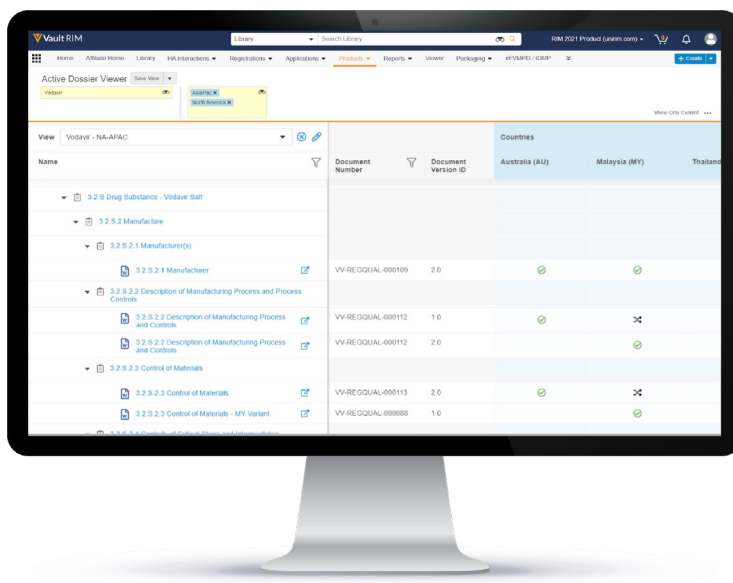 Vault RIM
Library
Search Library
RIM 2021 Product (unirim.com)
Home Affiliate Home Library HA Interactions Registrations Applications Products Reports Viewer Packaging xEVMPD / IDMP
+ Create
Active Dossier Viewer Save View
Vodavir
AsiaPac ×
North America ×
Show Only Current
View Vodavir - NA-APAC
Countries
Name
Document Number
Document Version ID
Australia (AU)
Malaysia (MY)
Thailand
3.2.S Drug Substance - Vodavir Salt
3.2.S.2 Manufacture
3.2.S.2.1 Manufacturer(s)
3.2.S.2.1 Manufacturer VV-REGQUAL-000109 2.0
3.2.S.2.2 Description of Manufacturing Process and Process
Controls
3.2.S.2.2 Description of Manufacturing Process
and Controls VV-REGQUAL-000112 1.0
3.2.S.2.2 Description of Manufacturing Process
and Controls VV-REGQUAL-000112 2.0
3.2.S.2.3 Control of Materials
3.2.S.2.3 Control of Materials VV-REGQUAL-000113 2.0
3.2.S.2.3 Control of Materials - MY Variant VV-REGQUAL-000088 1.0